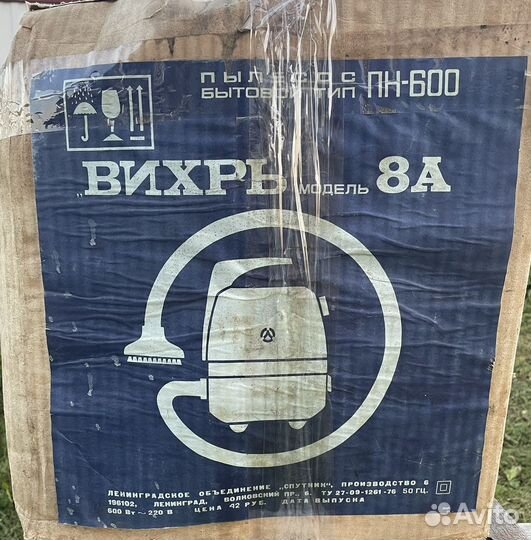 ПЫЛЕСОС
БЫТОВОЙ ТИП ПН-600
„ВИХРЬ МОДЕЛЬ 8А
ЛЕНИНГРАДСКОЕ ОБЪЕДИНЕНИЕ „СПУТНИК", ПРОИЗВОДСТВО 6
196102, ЛЕНИНГРАД, ВОЛКОВСКИЙ ПР., 6. ТУ 27-09-1261-76 50 ГЦ.
600 Вт ~ 220 В ЦЕНА 42 РУБ. ДАТА ВЫПУСКА
Avito